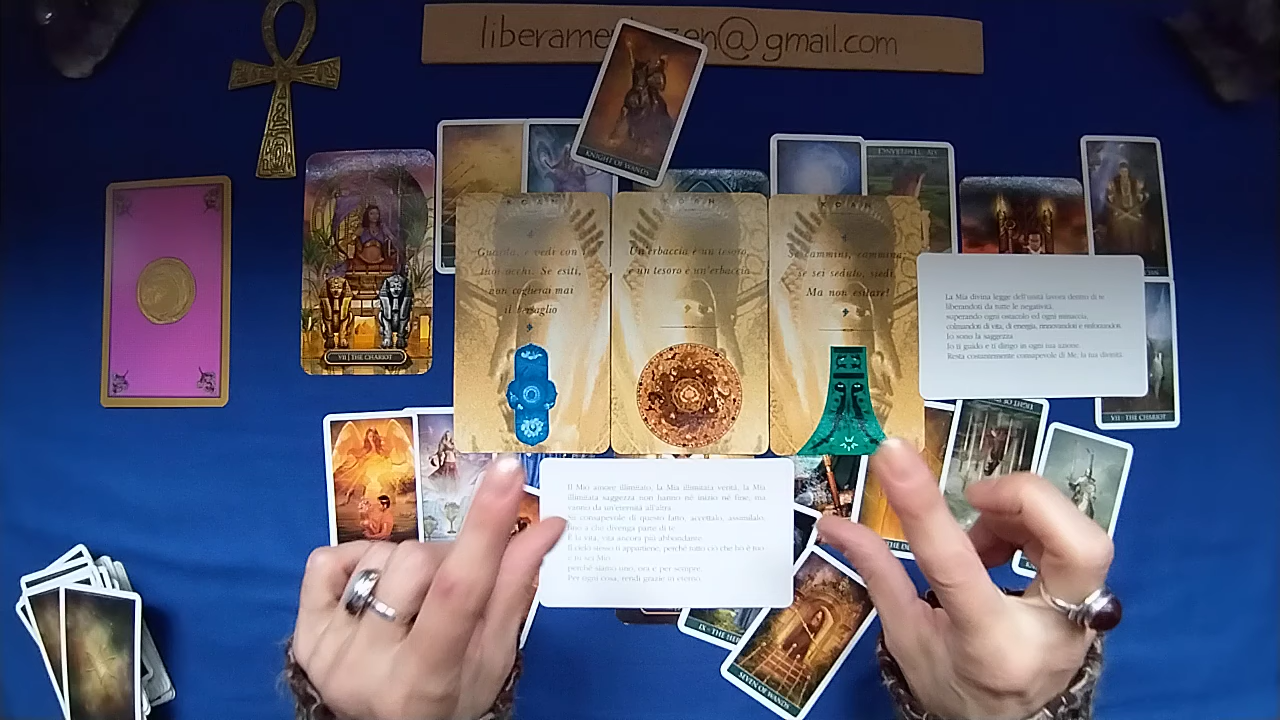 liberame zen@gmail.com
KNIGHT OF WANDS
VII | THE CHARIOT
Guarda, e vedi con i
tuoi occhi. Se esiti,
non coglierai mai
il bersaglio
Un'erbaccia è un tesoro,
e un tesoro è un'erbaccia
Se cammini, cammina,
se sei seduto, siedi.
Ma non esitare!
La Mia divina legge dell'unità lavora dentro di te
liberandoti da tutte le negatività,
superando ogni ostacolo ed ogni minaccia,
colmandoti di vita, di energia, rinnovandoti e rinforzandoti.
Io sono la saggezza
Io ti guido e ti dirigo in ogni tua azione.
Resta costantemente consapevole di Me, la tua divinità.
VII - THE CHARIOT
Il Mio amore illimitato, la Mia illimitata verità, la Mia
illimitata saggezza non hanno né inizio né fine, ma
vanno da un'eternità all'altra.
Sii consapevole di questo fatto, accettalo, assimilalo,
fino a che divenga parte di te.
È la vita, vita ancora più abbondante.
Il cielo stesso ti appartiene, perché tutto ciò che ho è tuo
e tu sei Mio
perché siamo uno, ora e per sempre.
Per ogni cosa, rendi grazie in eterno.
IX - THE
SEVEN OF WANDS